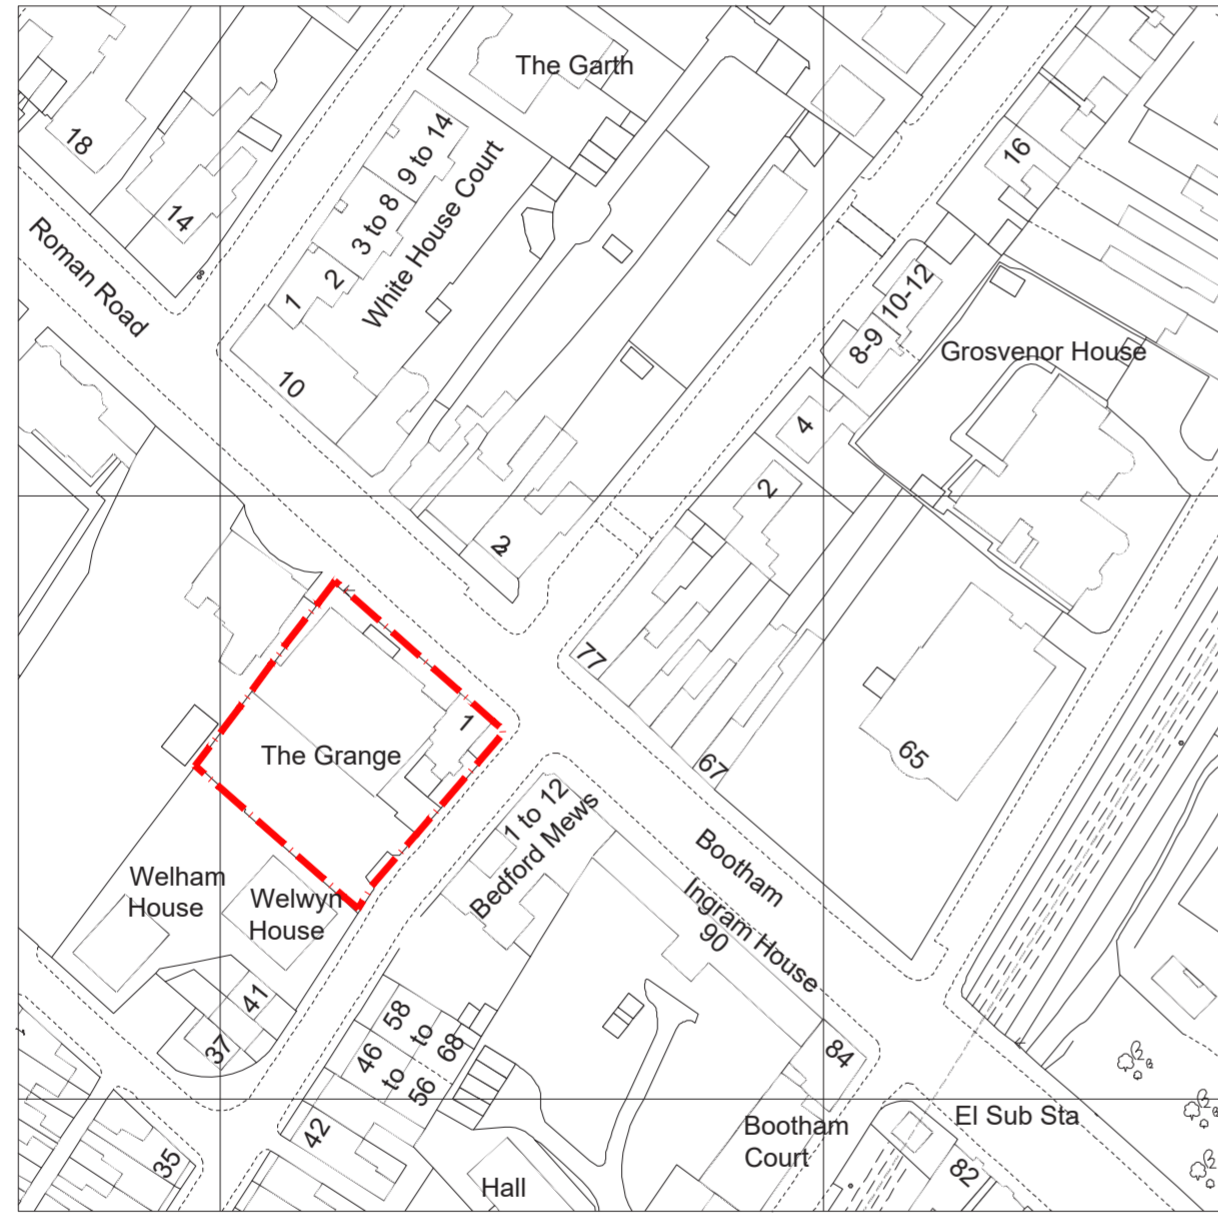 The Garth
18
14
9 to 14
3 to 8
White House Court
16
Roman Road
1
2
10
10-12
8-9
Grosvenor House
4
2
2
77
1
The Grange
67
65
1 to 12
Bedford Mews
Bootham
Welham
House
Welwyn
House
Ingram House
90
41
37
58
to
68
46
to
56
84
42
35
Bootham
Court
El Sub Sta
82
Hall